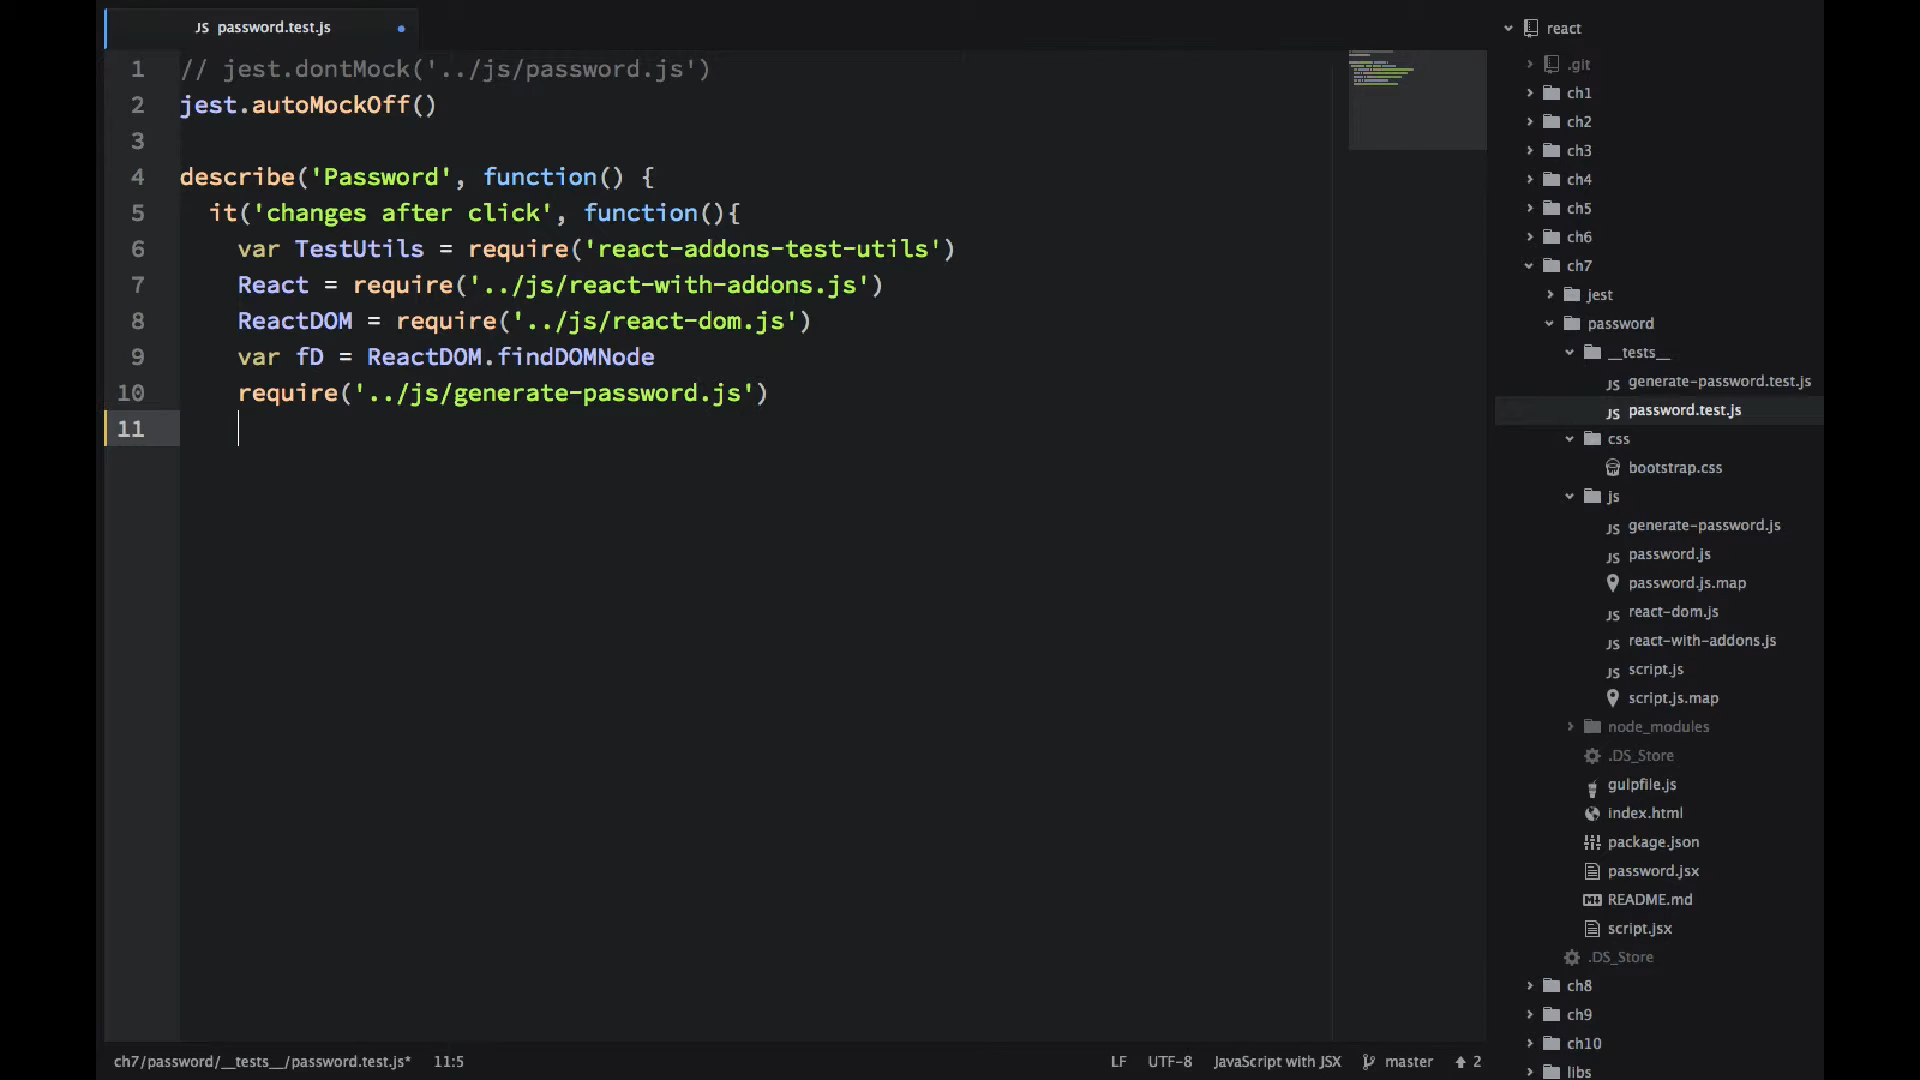 JS password.test.js
1 // jest.dontMock('../js/password.js')
2 jest.autoMockOff()
3
4 describe('Password', function() {
5 it('changes after click', function(){
6 var TestUtils = require('react-addons-test-utils')
7 React = require('../js/react-with-addons.js')
8 ReactDOM = require('../js/react-dom.js')
9 var fD = ReactDOM.findDOMNode
10 require('../js/generate-password.js')
11
react
.git
ch1
ch2
ch3
ch4
ch5
ch6
ch7
jest
password
__tests__
JS generate-password.test.js
JS password.test.js
css
bootstrap.css
js
JS generate-password.js
JS password.js
password.js.map
JS react-dom.js
JS react-with-addons.js
JS script.js
script.js.map
node_modules
.DS_Store
gulpfile.js
index.html
package.json
password.jsx
README.md
script.jsx
.DS_Store
ch8
ch9
ch10
libs
ch7/password/__tests__/password.test.js* 11:5 LF UTF-8 JavaScript with JSX master 2